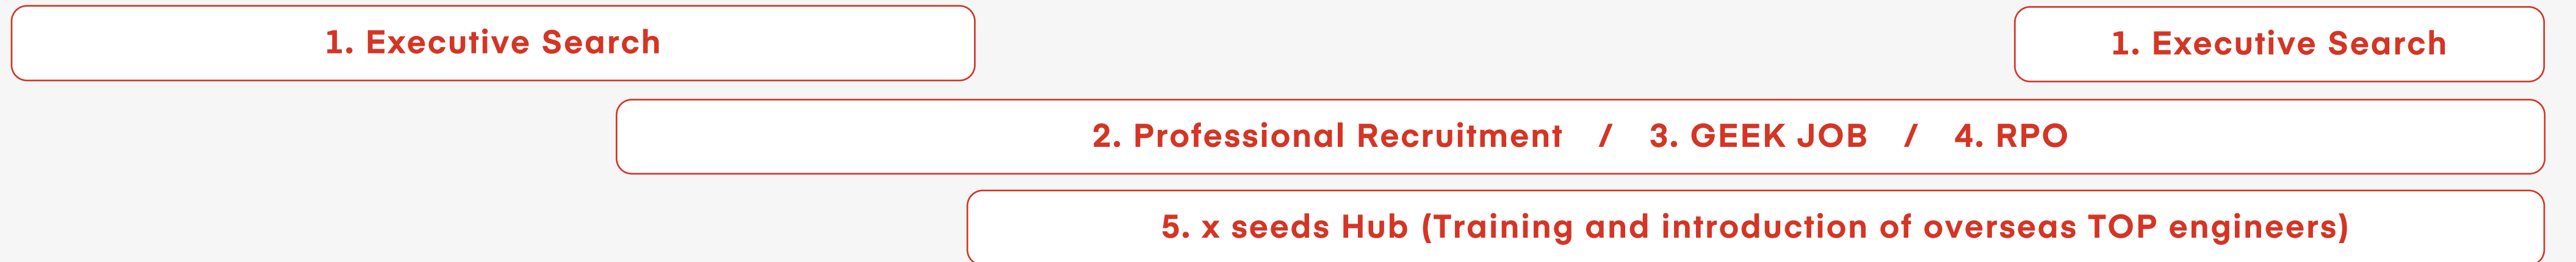 1. Executive Search
1. Executive Search
2. Professional Recruitment / 3. GEEK JOB / 4. RPO
5. x seeds Hub (Training and introduction of overseas TOP engineers)